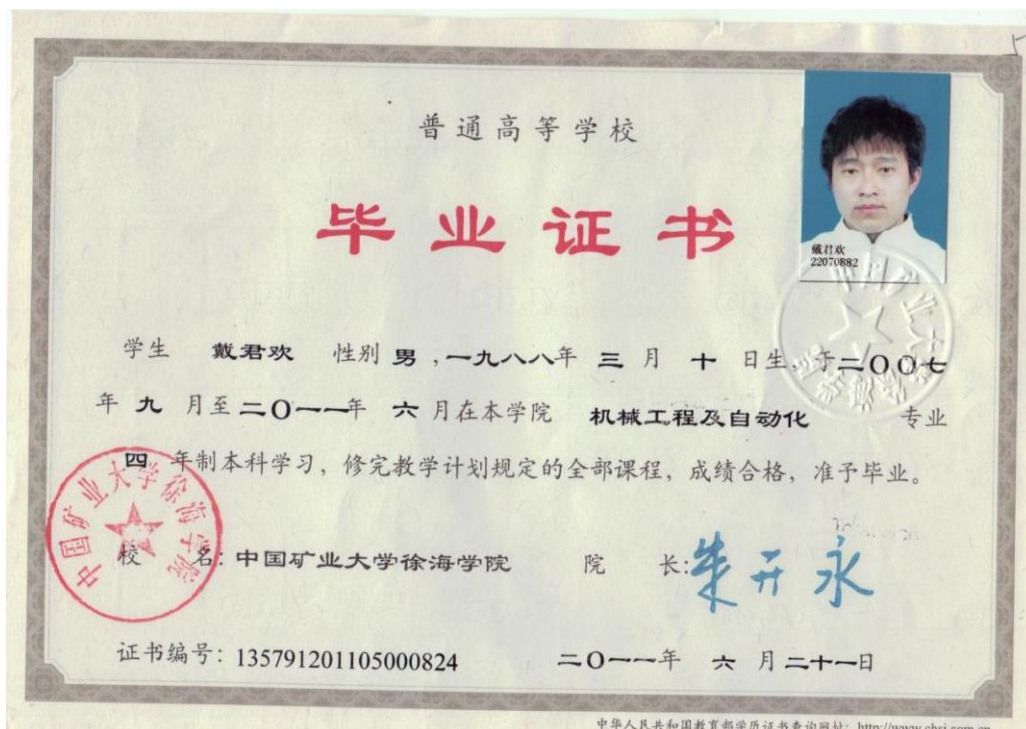 普通高等学校
毕业证书
戴君欢
22070882
学生 戴君欢 性别 男，一九八八年 三 月 十 日生，于二〇〇七
年 九 月至二〇一一年 六 月在本学院 机械工程及自动化 专业
四 年制本科学习，修完教学计划规定的全部课程，成绩合格，准予毕业。
中国矿业大学徐海学院
校 名：中国矿业大学徐海学院 院 长：朱开永
证书编号：135791201105000824 二〇一一年 六 月二十一日
中华人民共和国教育部学历证书查询网址：http://www.chsi.com.cn